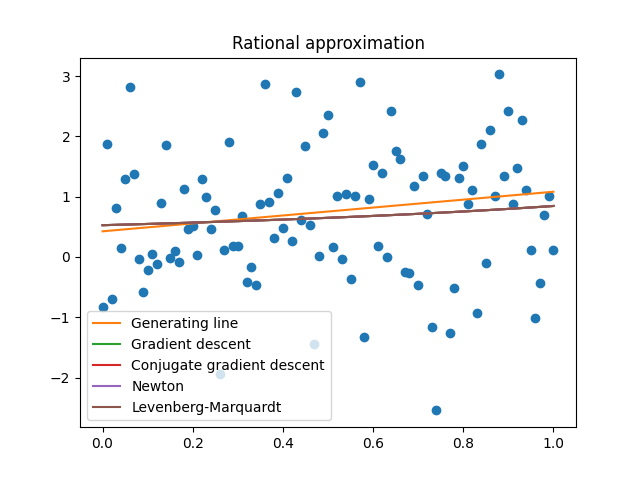 Rational approximation
3
2
1
0
−1
−2
Generating line
Gradient descent
Conjugate gradient descent
Newton
Levenberg-Marquardt
0.0 0.2 0.4 0.6 0.8 1.0